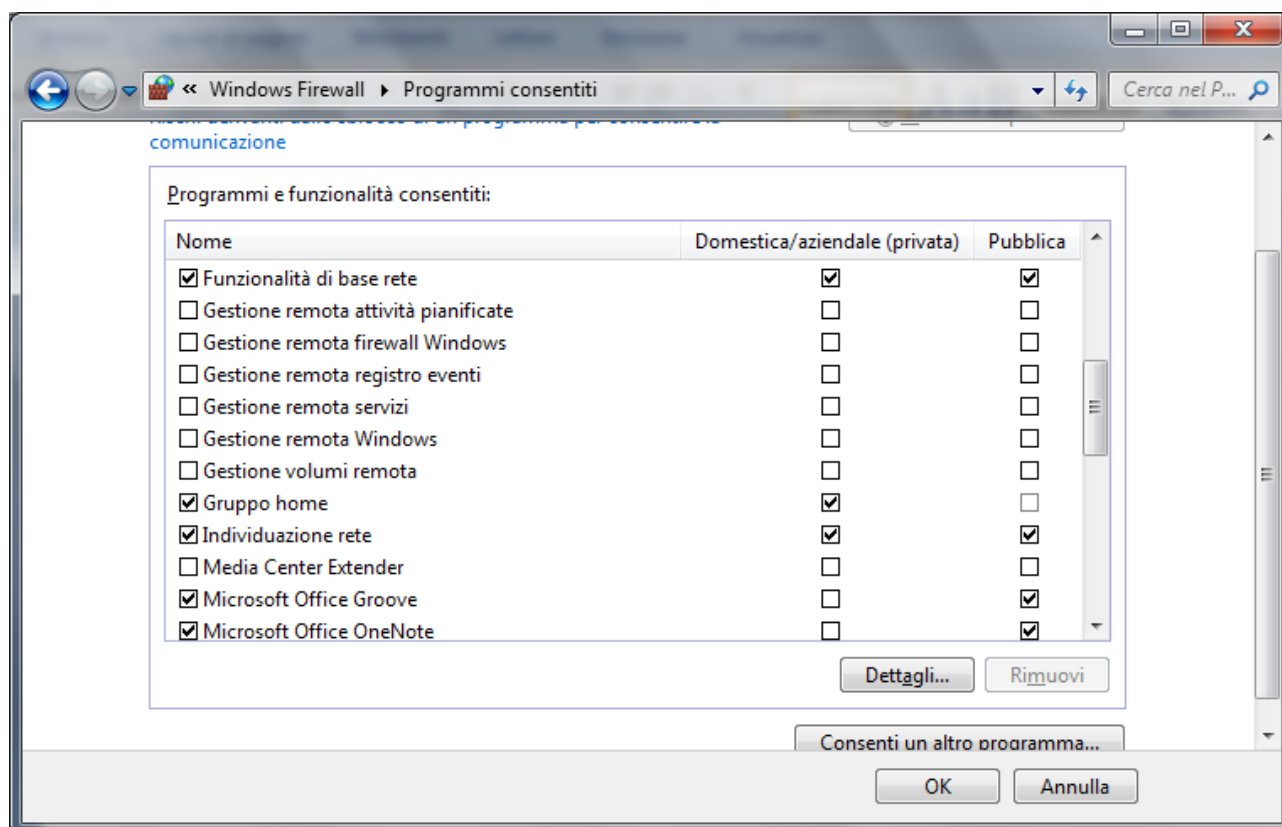 « Windows Firewall ▸ Programmi consentiti
Cerca nel P...
comunicazione
Programmi e funzionalità consentiti:
Nome Domestica/aziendale (privata) Pubblica
Funzionalità di base rete
Gestione remota attività pianificate
Gestione remota firewall Windows
Gestione remota registro eventi
Gestione remota servizi
Gestione remota Windows
Gestione volumi remota
Gruppo home
Individuazione rete
Media Center Extender
Microsoft Office Groove
Microsoft Office OneNote
Dettagli... Rimuovi
Consenti un altro programma...
OK Annulla